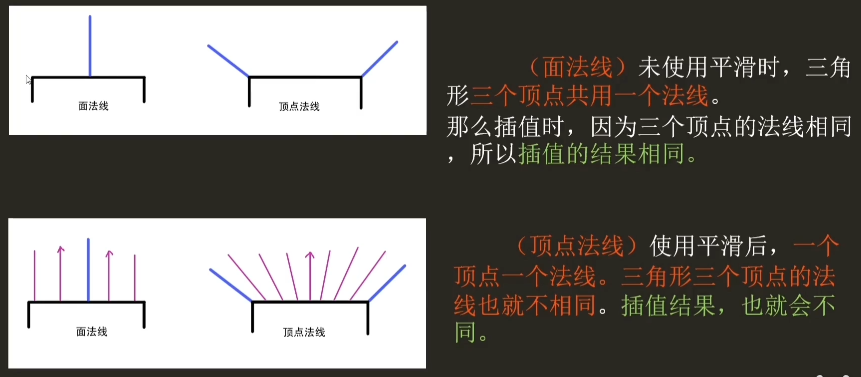 面法线
顶点法线
（面法线）未使用平滑时，三角
形三个顶点共用一个法线。
那么插值时，因为三个顶点的法线相同
，所以插值的结果相同。
面法线
顶点法线
（顶点法线）使用平滑后，一个
顶点一个法线。三角形三个顶点的法
线也就不相同。插值结果，也就会不
同。